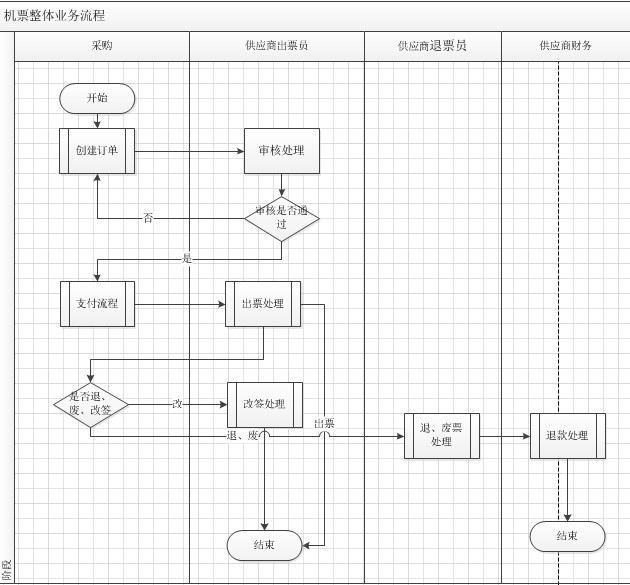 机票整体业务流程
采购
供应商出票员
供应商退票员
供应商财务
开始
创建订单
审核处理
审核是否通
过
否
是
支付流程
出票处理
是否退、
废、改签
改
改签处理
出票
退、废
退、废票
处理
退款处理
结束
结束
阶段